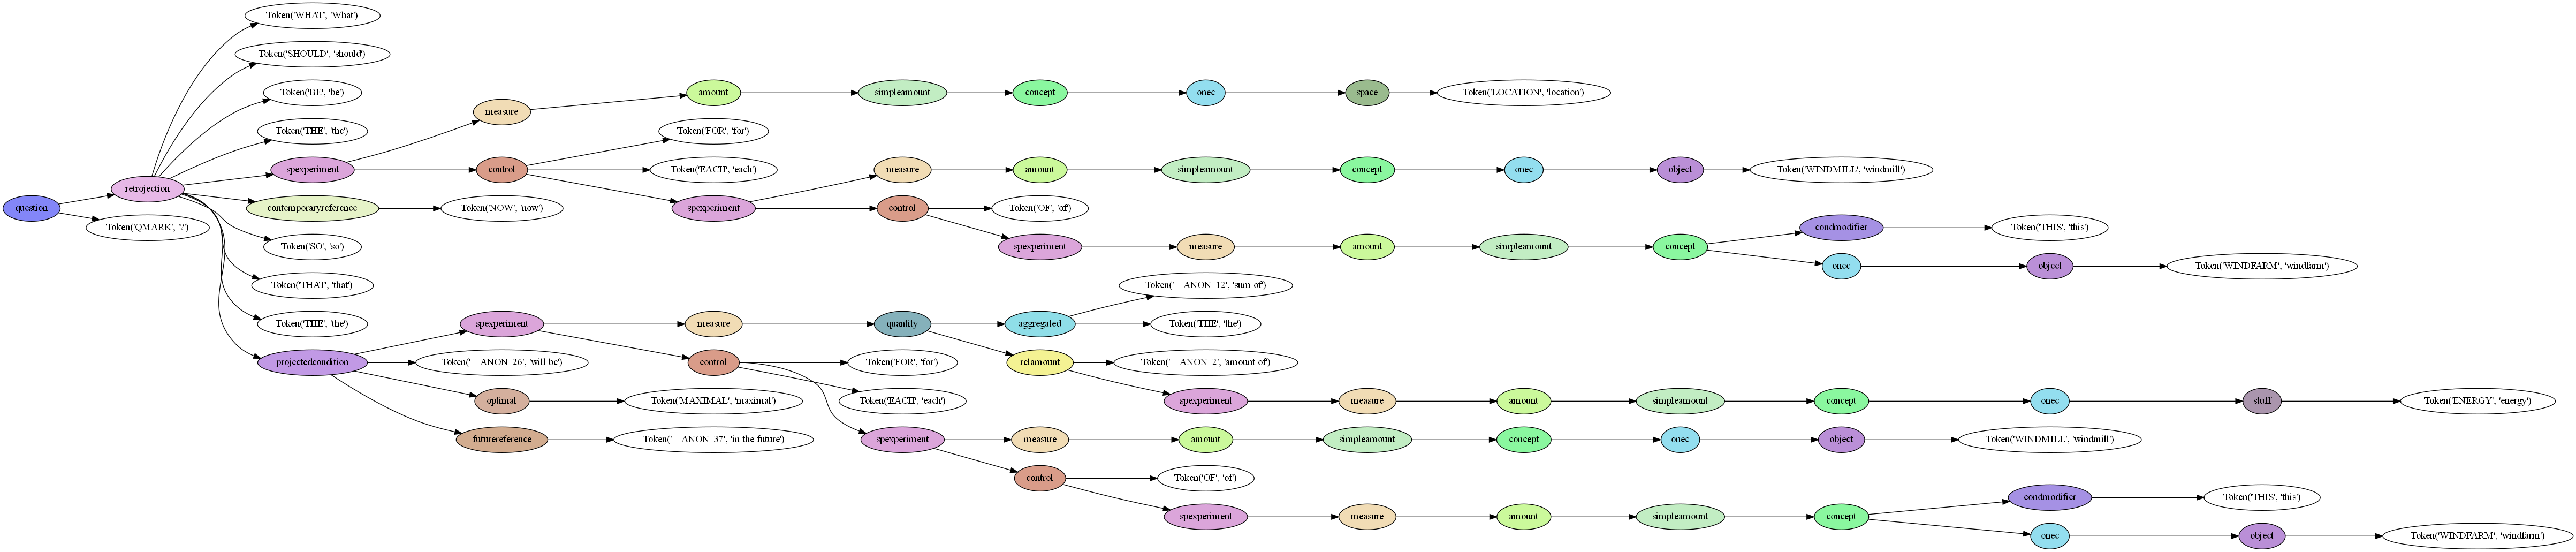 Token('WHAT', 'What')
Token('SHOULD', 'should')
Token('BE', 'be')
amount simpleamount concept onec space Token('LOCATION', 'location')
measure
Token('THE', 'the') Token('FOR', 'for')
spexperiment control Token('EACH', 'each') measure amount simpleamount concept onec object Token('WINDMILL', 'windmill')
retrojection
question contemporaryreference Token('NOW', 'now') spexperiment control Token('OF', 'of')
Token('QMARK', '?') condmodifier Token('THIS', 'this')
Token('SO', 'so') spexperiment measure amount simpleamount concept
onec object Token('WINDFARM', 'windfarm')
Token('THAT', 'that') Token('__ANON_12', 'sum of')
Token('THE', 'the') spexperiment measure quantity aggregated Token('THE', 'the')
projectedcondition Token('__ANON_26', 'will be') control Token('FOR', 'for') relamount Token('__ANON_2', 'amount of')
optimal Token('MAXIMAL', 'maximal') Token('EACH', 'each') spexperiment measure amount simpleamount concept onec stuff Token('ENERGY', 'energy')
futurereference Token('__ANON_37', 'in the future') spexperiment measure amount simpleamount concept onec object Token('WINDMILL', 'windmill')
control Token('OF', 'of')
condmodifier Token('THIS', 'this')
spexperiment measure amount simpleamount concept
onec object Token('WINDFARM', 'windfarm')